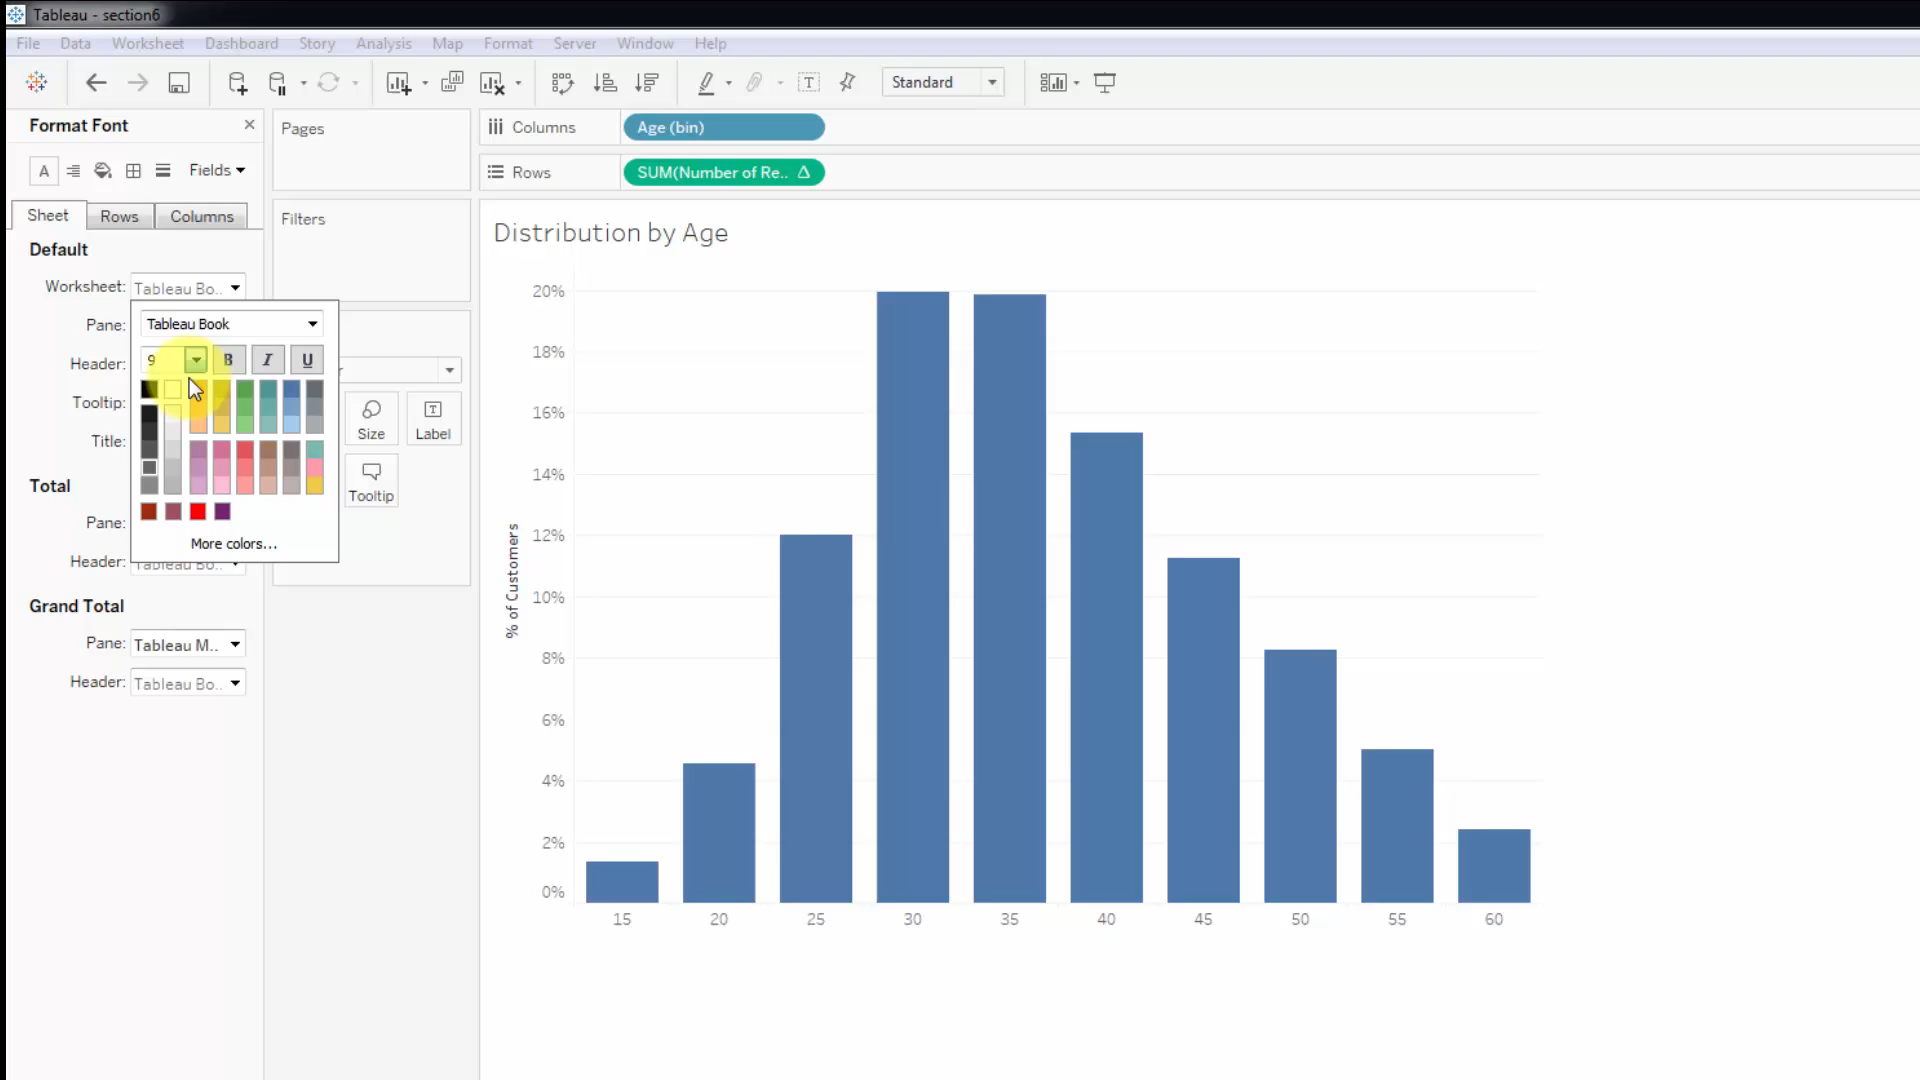 Tableau - section6
File Data Worksheet Dashboard Story Analysis Map Format Server Window Help
Standard
Format Font
Fields
Sheet Rows Columns
Default
Worksheet: Tableau Bo..
Pane:
Tableau Book
Header:
9 B I U
Tooltip:
Title:
Total
Pane:
More colors...
Header: Tableau Bo..
Grand Total
Pane: Tableau M..
Header: Tableau Bo..
Pages
Filters
Size
T
Label
Tooltip
Columns
Age (bin)
Rows
SUM(Number of Re.. Δ
Distribution by Age
20%
18%
16%
14%
12%
10%
8%
6%
4%
2%
0%
% of Customers
15 20 25 30 35 40 45 50 55 60